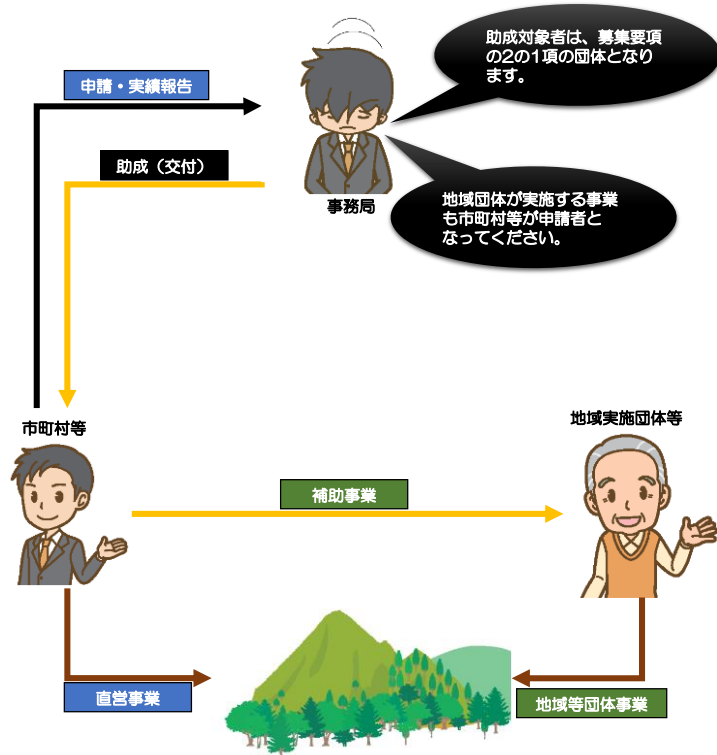 助成対象者は、募集要項
の2の1項の団体となり
ます。
申請・実績報告
助成（交付）
事務局
地域団体が実施する事業
も市町村等が申請者と
なってください。
市町村等
地域実施団体等
補助事業
直営事業
地域等団体事業